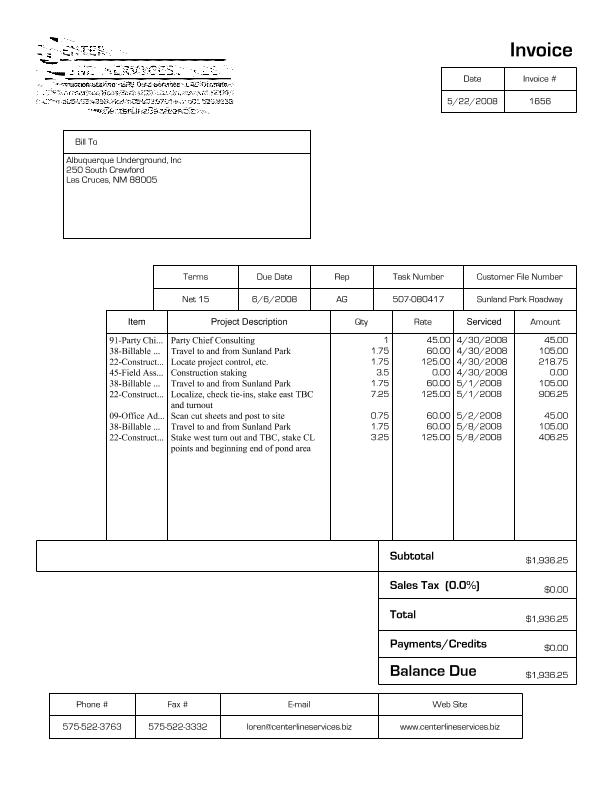 CENTER
LINE SERVICES, LLC
Invoice
Date Invoice #
5/22/2008 1656
Bill To
Albuquerque Underground, Inc
250 South Crawford
Las Cruces, NM 88005
Terms Due Date Rep Task Number Customer File Number
Net 15 6/6/2008 AG 507-080417 Sunland Park Roadway
Item Project Description Qty Rate Serviced Amount
91-Party Chi... Party Chief Consulting 1 45.00 4/30/2008 45.00
38-Billable ... Travel to and from Sunland Park 1.75 60.00 4/30/2008 105.00
22-Construct... Locate project control, etc. 1.75 125.00 4/30/2008 218.75
45-Field Ass... Construction staking 3.5 0.00 4/30/2008 0.00
38-Billable ... Travel to and from Sunland Park 1.75 60.00 5/1/2008 105.00
22-Construct... Localize, check tie-ins, stake east TBC 7.25 125.00 5/1/2008 906.25
and turnout
09-Office Ad... Scan cut sheets and post to site 0.75 60.00 5/2/2008 45.00
38-Billable ... Travel to and from Sunland Park 1.75 60.00 5/8/2008 105.00
22-Construct... Stake west turn out and TBC, stake CL 3.25 125.00 5/8/2008 406.25
points and beginning end of pond area
Subtotal $1,936.25
Sales Tax (0.0%) $0.00
Total $1,936.25
Payments/Credits $0.00
Balance Due $1,936.25
Phone # Fax # E-mail Web Site
575-522-3763 575-522-3332 loren@centerlineservices.biz www.centerlineservices.biz